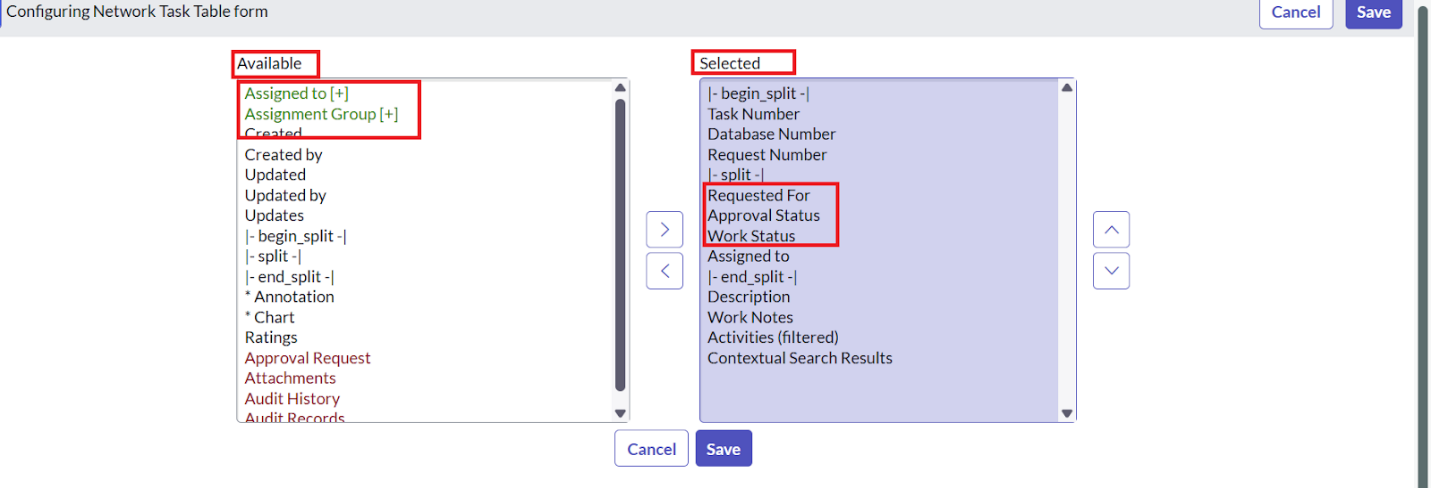 Configuring Network Task Table form
Cancel
Save
Available
Assigned to [+]
Assignment Group [+]
Created
Created by
Updated
Updated by
Updates
|- begin_split -|
|- split -|
|- end_split -|
* Annotation
* Chart
Ratings
Approval Request
Attachments
Audit History
Audit Records
Selected
|- begin_split -|
Task Number
Database Number
Request Number
|- split -|
Requested For
Approval Status
Work Status
Assigned to
|- end_split -|
Description
Work Notes
Activities (filtered)
Contextual Search Results
Cancel
Save